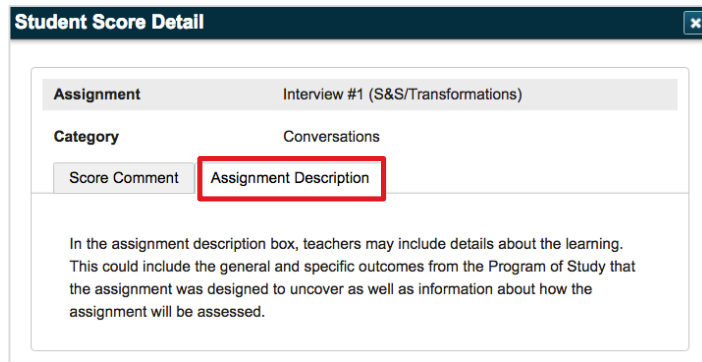 Student Score Detail
Assignment Interview #1 (S&S/Transformations)
Category Conversations
Score Comment Assignment Description
In the assignment description box, teachers may include details about the learning.
This could include the general and specific outcomes from the Program of Study that
the assignment was designed to uncover as well as information about how the
assignment will be assessed.